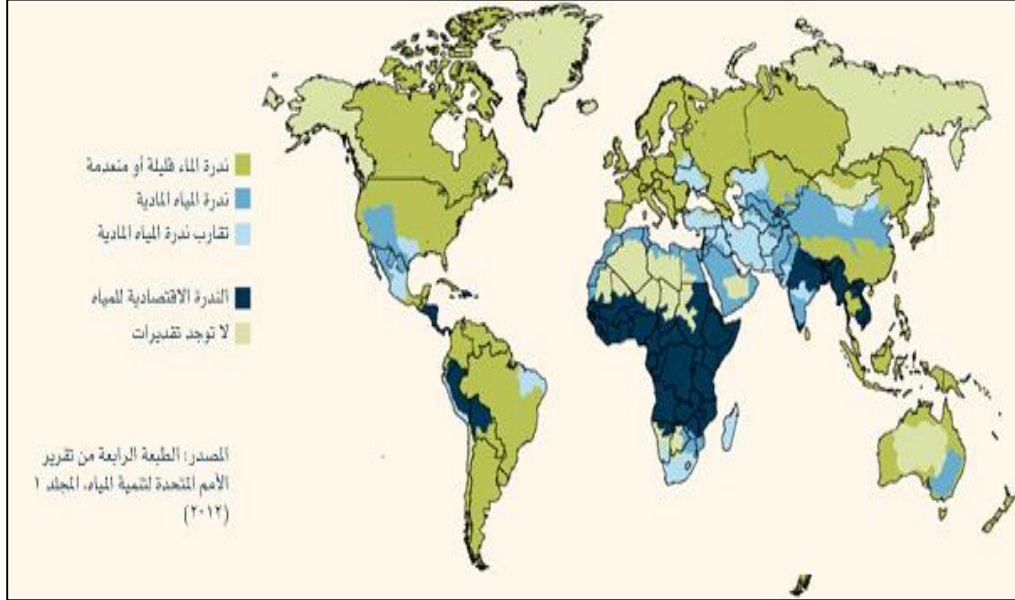 ندرة الماء قليلة أو منعدمة
ندرة المياه المادية
تقارب ندرة المياه المادية
الندرة الاقتصادية للمياه
لا توجد تقديرات
المصدر: الطبعة الرابعة من تقرير
الأمم المتحدة لتنمية المياه، المجلد ١
(٢٠١٢)